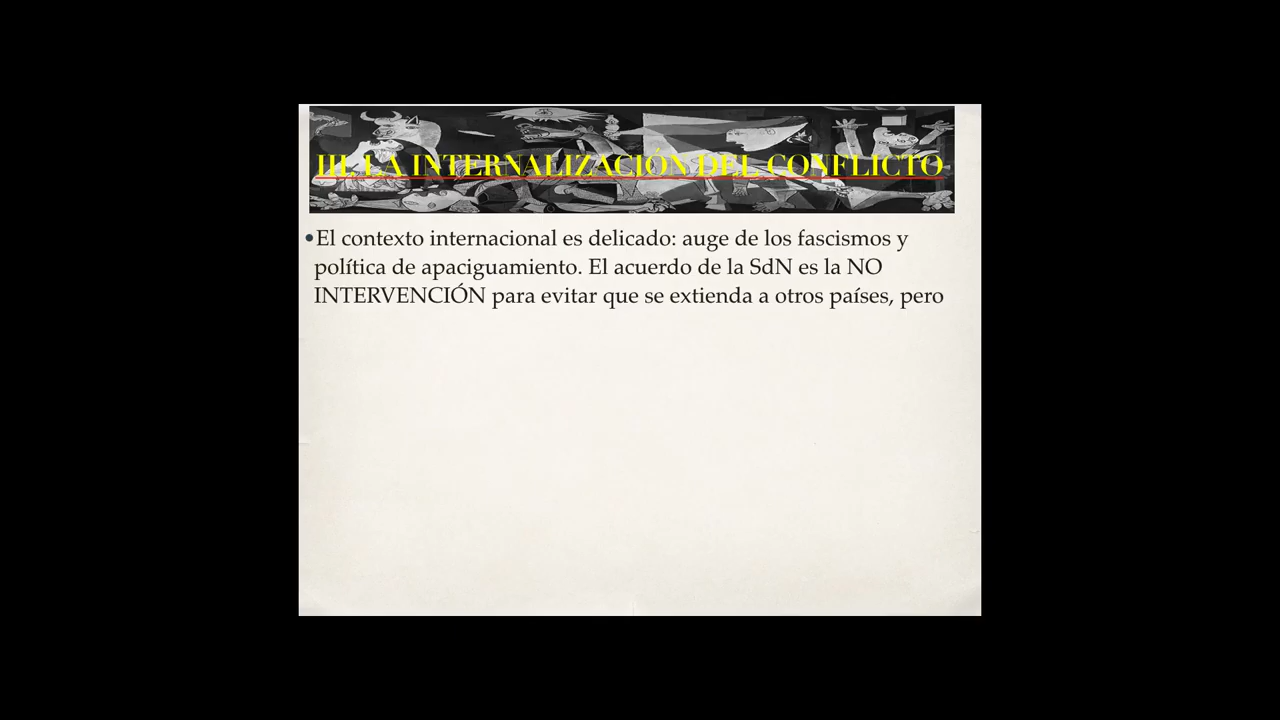 III. LA INTERNALIZACIÓN DEL CONFLICTO
•El contexto internacional es delicado: auge de los fascismos y
política de apaciguamiento. El acuerdo de la SdN es la NO
INTERVENCIÓN para evitar que se extienda a otros países, pero